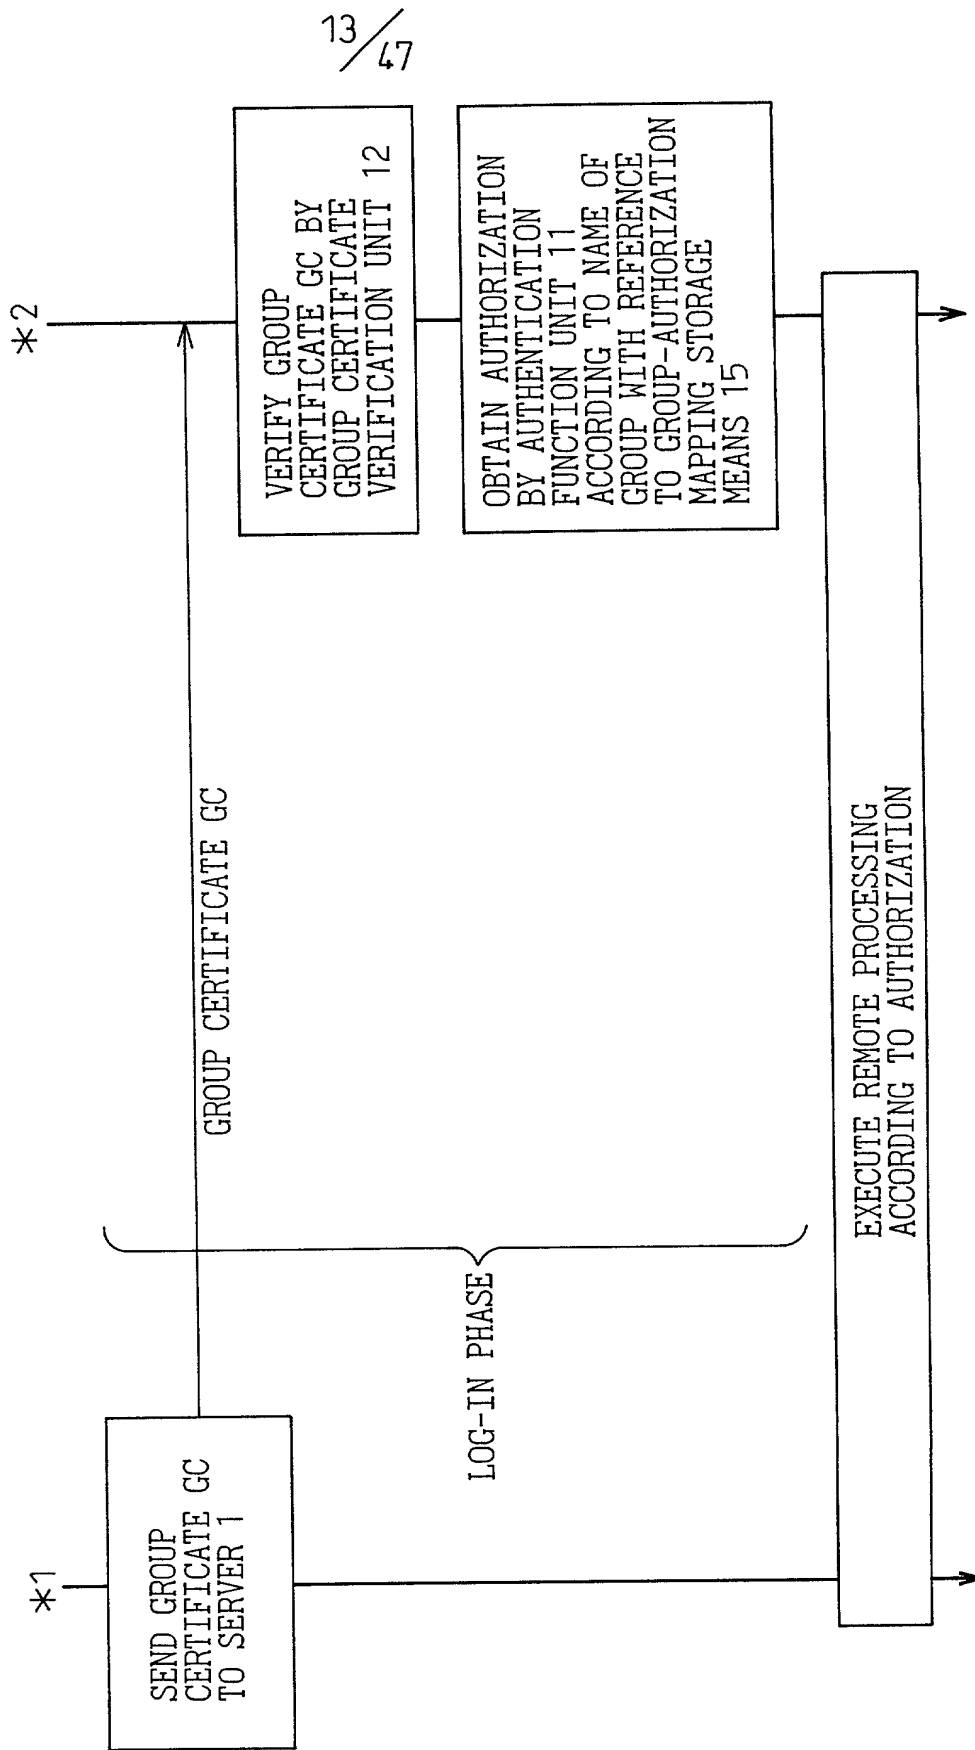 13/47
*1
*2
SEND GROUP
CERTIFICATE GC
TO SERVER 1
GROUP CERTIFICATE GC
VERIFY GROUP
CERTIFICATE GC BY
GROUP CERTIFICATE
VERIFICATION UNIT 12
LOG-IN PHASE
OBTAIN AUTHORIZATION
BY AUTHENTICATION
FUNCTION UNIT 11
ACCORDING TO NAME OF
GROUP WITH REFERENCE
TO GROUP-AUTHORIZATION
MAPPING STORAGE
MEANS 15
EXECUTE REMOTE PROCESSING
ACCORDING TO AUTHORIZATION